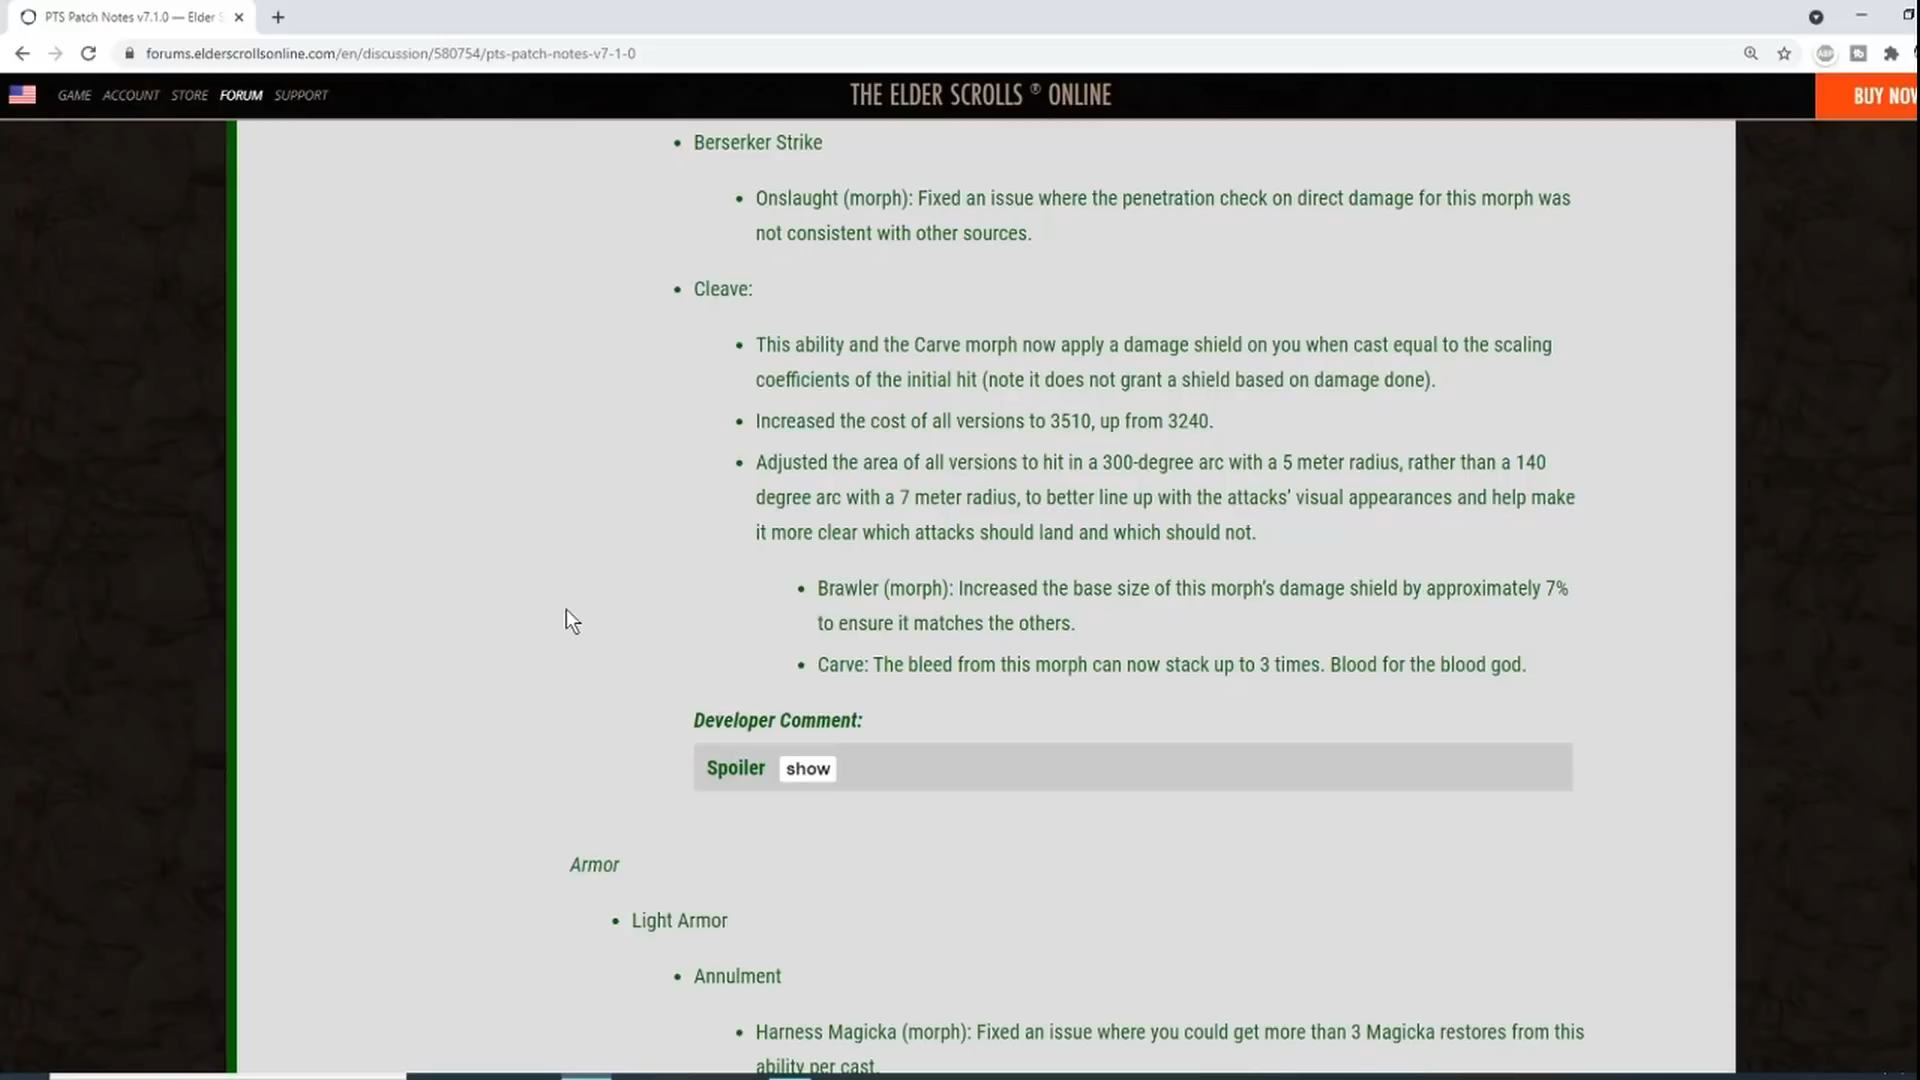 PTS Patch Notes v7.1.0 — Elder S
forums.elderscrollsonline.com/en/discussion/580754/pts-patch-notes-v7-1-0
GAME ACCOUNT STORE FORUM SUPPORT
THE ELDER SCROLLS ® ONLINE
BUY NOW
• Berserker Strike
• Onslaught (morph): Fixed an issue where the penetration check on direct damage for this morph was
not consistent with other sources.
• Cleave:
• This ability and the Carve morph now apply a damage shield on you when cast equal to the scaling
coefficients of the initial hit (note it does not grant a shield based on damage done).
• Increased the cost of all versions to 3510, up from 3240.
• Adjusted the area of all versions to hit in a 300-degree arc with a 5 meter radius, rather than a 140
degree arc with a 7 meter radius, to better line up with the attacks’ visual appearances and help make
it more clear which attacks should land and which should not.
• Brawler (morph): Increased the base size of this morph’s damage shield by approximately 7%
to ensure it matches the others.
• Carve: The bleed from this morph can now stack up to 3 times. Blood for the blood god.
Developer Comment:
Spoiler show
Armor
• Light Armor
• Annulment
• Harness Magicka (morph): Fixed an issue where you could get more than 3 Magicka restores from this
ability per cast.